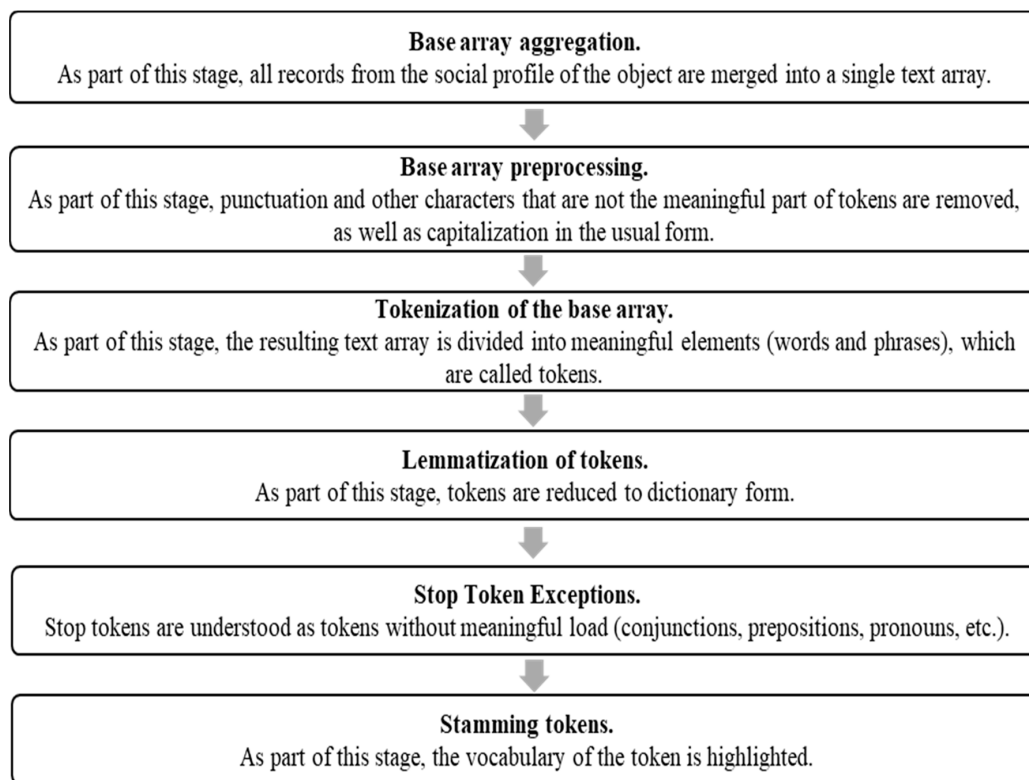 Base array aggregation.
As part of this stage, all records from the social profile of the object are merged into a single text array.
Base array preprocessing.
As part of this stage, punctuation and other characters that are not the meaningful part of tokens are removed,
as well as capitalization in the usual form.
Tokenization of the base array.
As part of this stage, the resulting text array is divided into meaningful elements (words and phrases), which
are called tokens.
Lemmatization of tokens.
As part of this stage, tokens are reduced to dictionary form.
Stop Token Exceptions.
Stop tokens are understood as tokens without meaningful load (conjunctions, prepositions, pronouns, etc.).
Stamming tokens.
As part of this stage, the vocabulary of the token is highlighted.